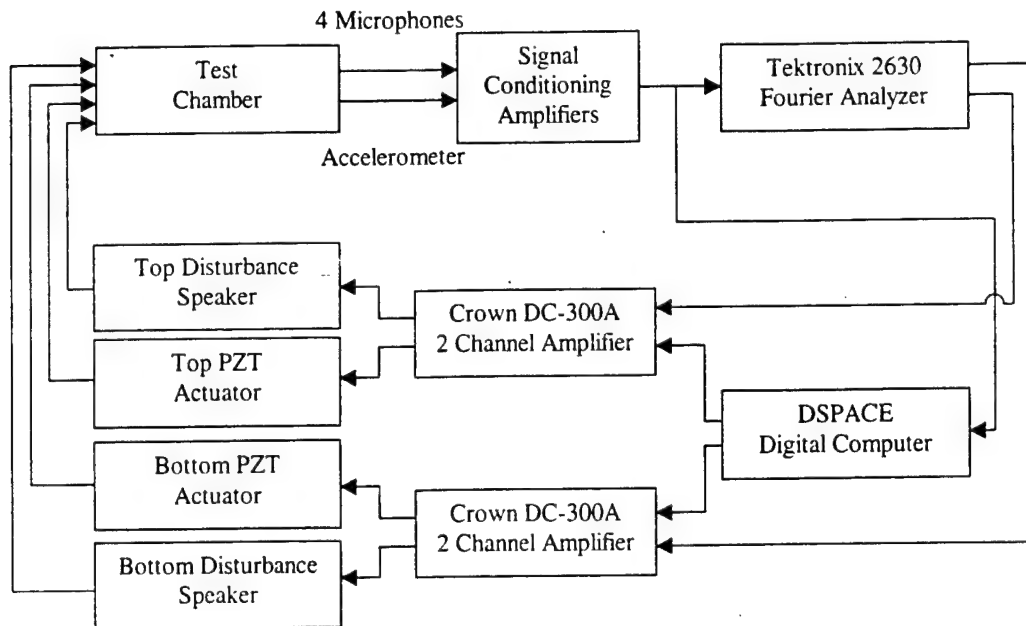 4 Microphones
Test
Chamber
Signal
Conditioning
Amplifiers
Tektronix 2630
Fourier Analyzer
Accelerometer
Top Disturbance
Speaker
Crown DC-300A
2 Channel Amplifier
Top PZT
Actuator
DSPACE
Digital Computer
Bottom PZT
Actuator
Crown DC-300A
2 Channel Amplifier
Bottom Disturbance
Speaker